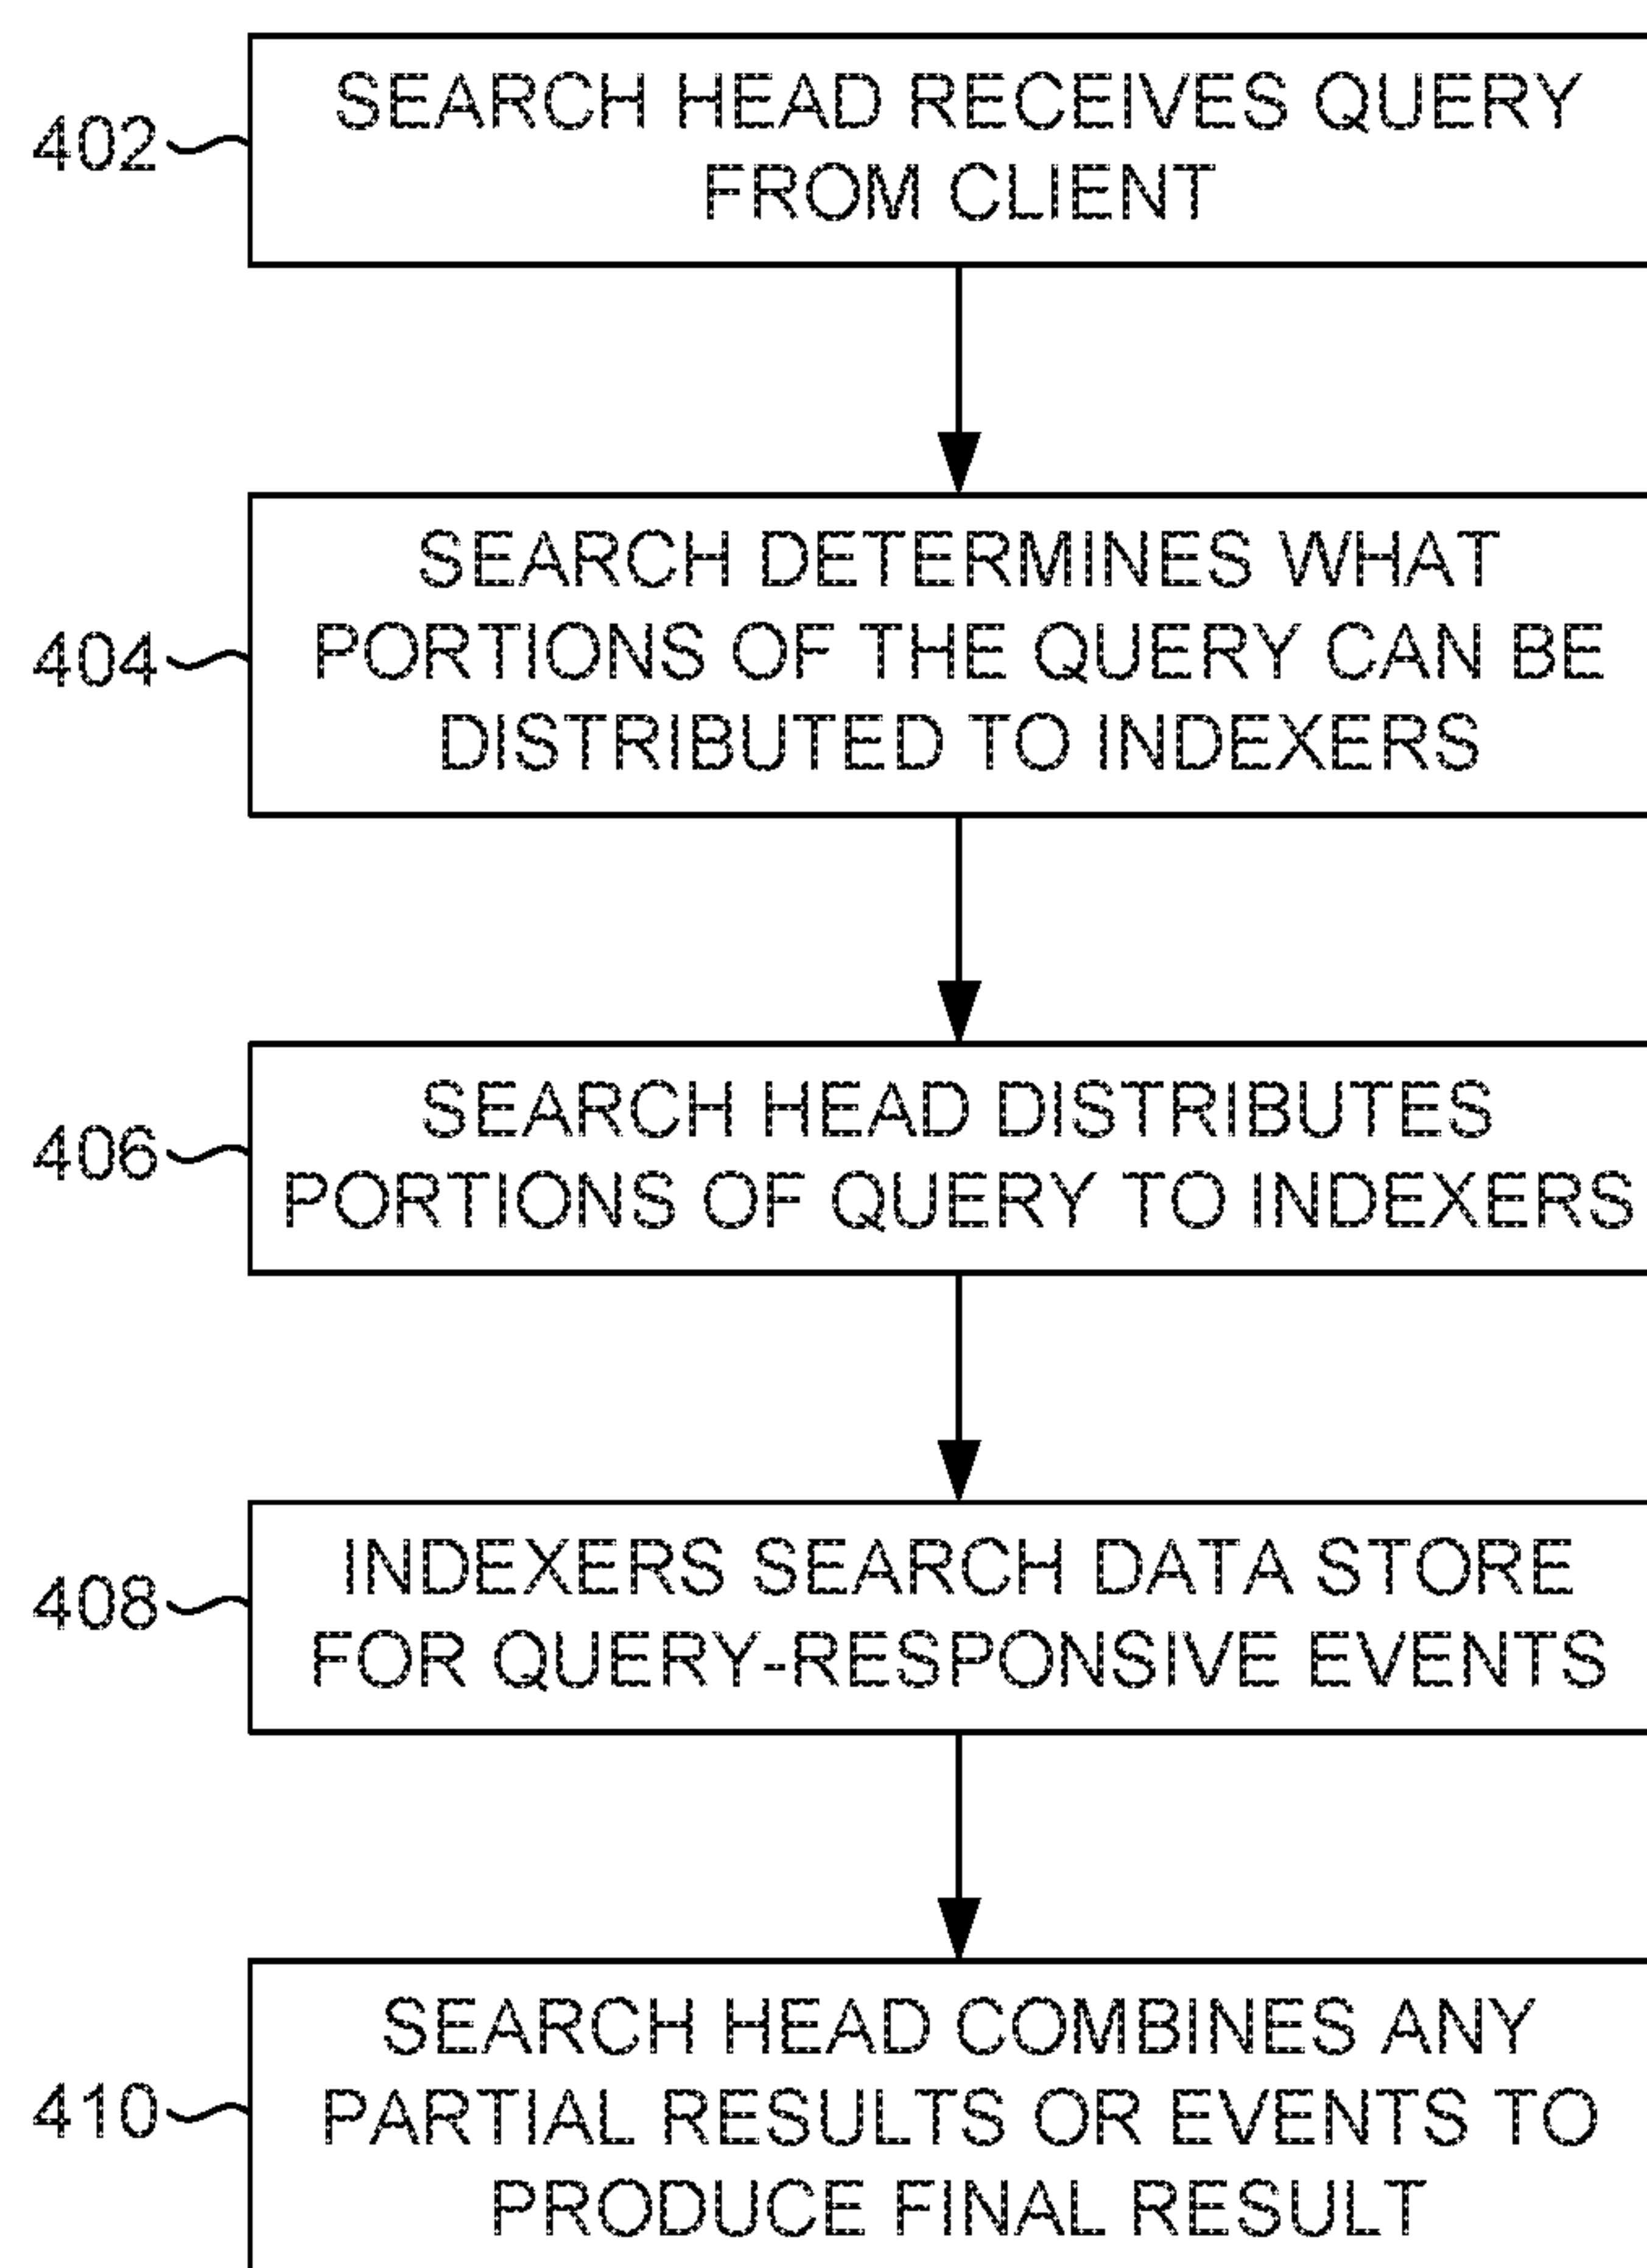 SEARCH HEAD RECEIVES QUERY
402
FROM CLIENT
SEARCH DETERMINES WHAT
404
PORTIONS OF THE QUERY CAN BE
DISTRIBUTED TO INDEXERS
SEARCH HEAD DISTRIBUTES
406
PORTIONS OF QUERY TO INDEXERS
INDEXERS SEARCH DATA STORE
408
FOR QUERY-RESPONSIVE EVENTS
SEARCH HEAD COMBINES ANY
410
PARTIAL RESULTS OR EVENTS TO
PRODUCE FINAL RESULT